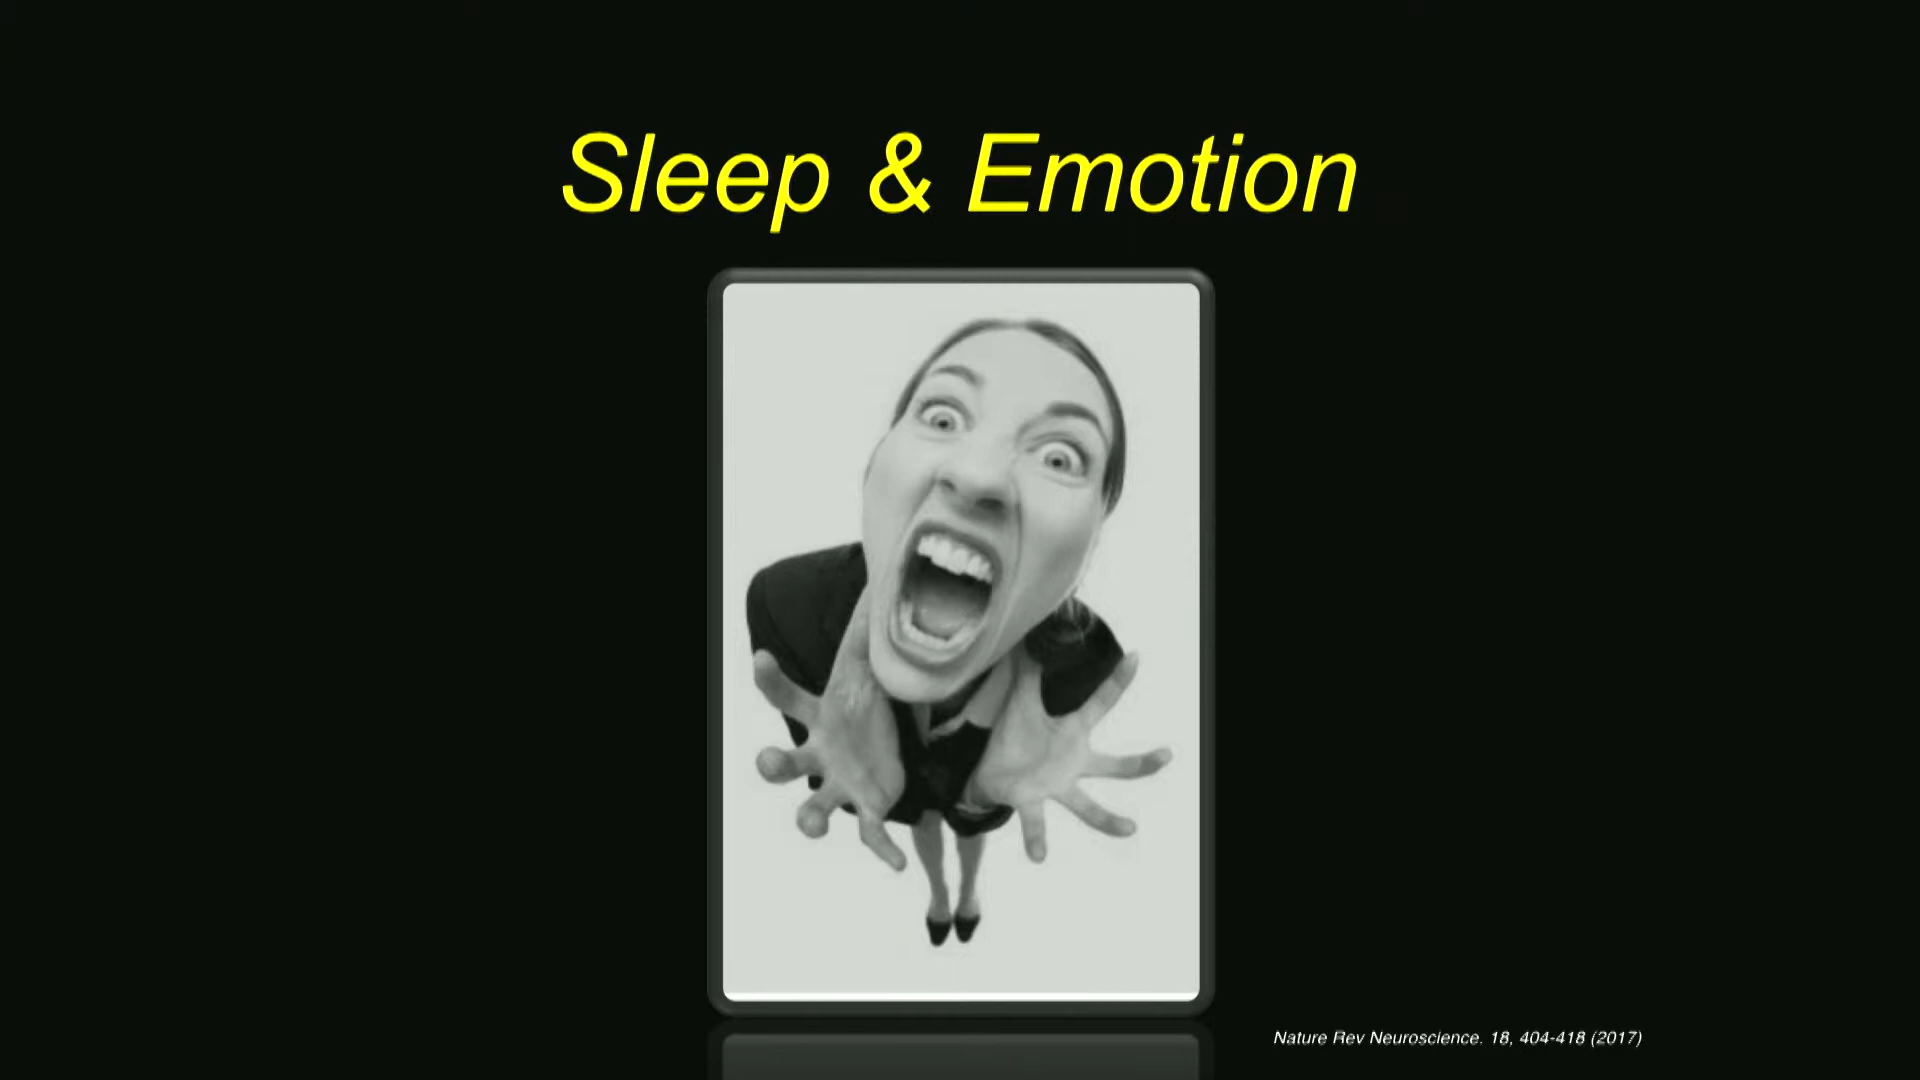 Sleep & Emotion
Nature Rev Neuroscience. 18, 404-418 (2017)